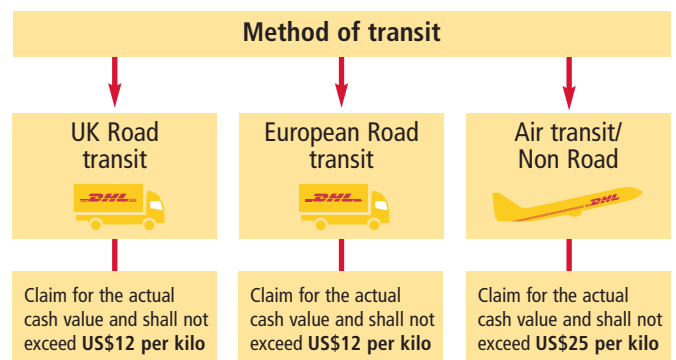 Method of transit
UK Road
transit
DHL
Claim for the actual
cash value and shall not
exceed US$12 per kilo
European Road
transit
DHL
Claim for the actual
cash value and shall not
exceed US$12 per kilo
Air transit/
Non Road
DHL
Claim for the actual
cash value and shall not
exceed US$25 per kilo